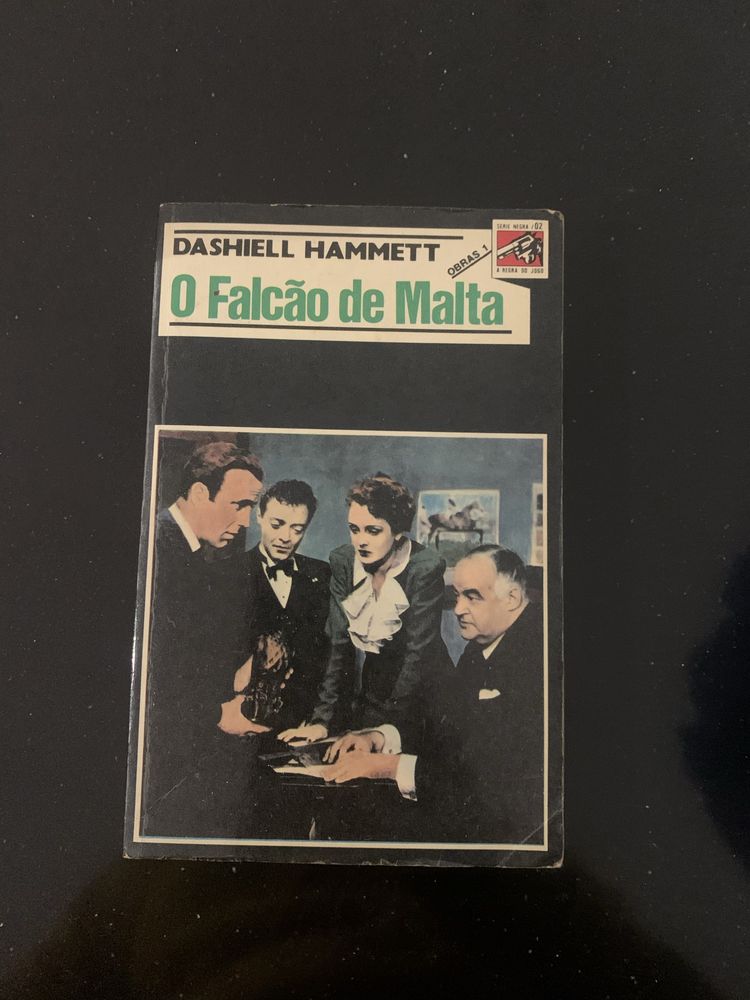 DASHIELL HAMMETT
OBRAS 1
SERIE NEGRA /02
A REGRA DO JOGO
O Falcão de Malta